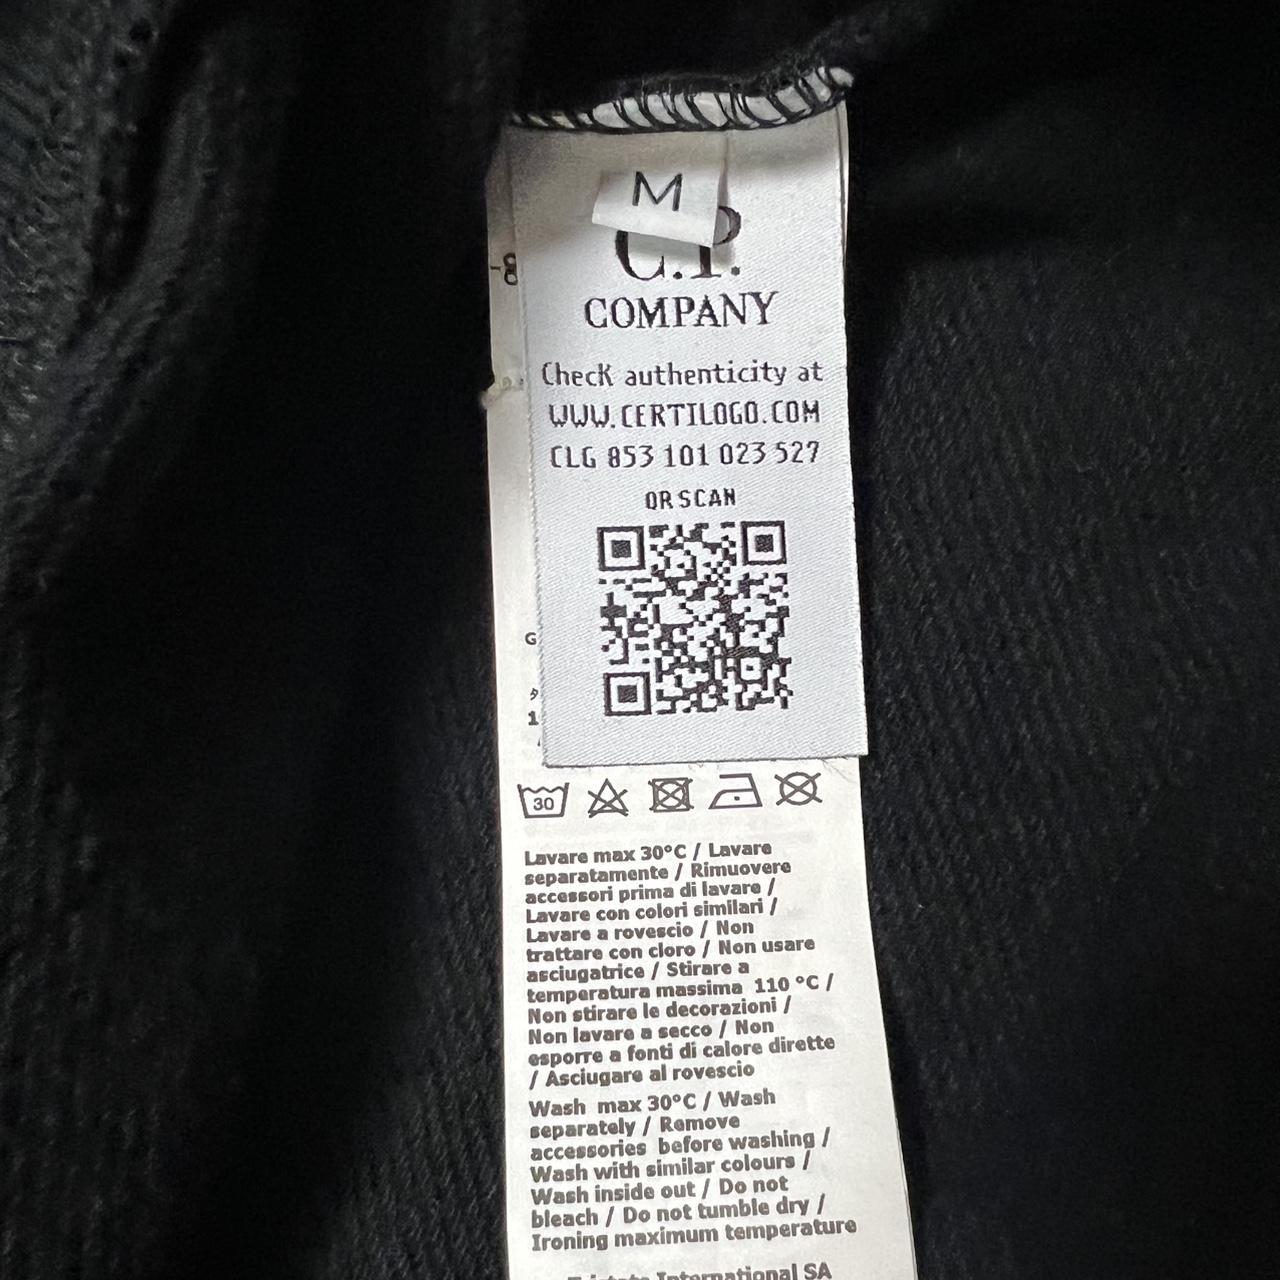 M
C.P.
COMPANY
Check authenticity at
WWW.CERTILOGO.COM
CLG 853 101 023 527
QR SCAN
30
Lavare max 30°C / Lavare
separatamente / Rimuovere
accessori prima di lavare /
Lavare con colori similari /
Lavare a rovescio / Non
trattare con cloro / Non usare
asciugatrice / Stirare a
temperatura massima 110 °C /
Non stirare le decorazioni /
Non lavare a secco / Non
esporre a fonti di calore dirette
/ Asciugare al rovescio
Wash max 30°C / Wash
separately / Remove
accessories before washing /
Wash with similar colours /
Wash inside out / Do not
bleach / Do not tumble dry /
Ironing maximum temperature
International SA